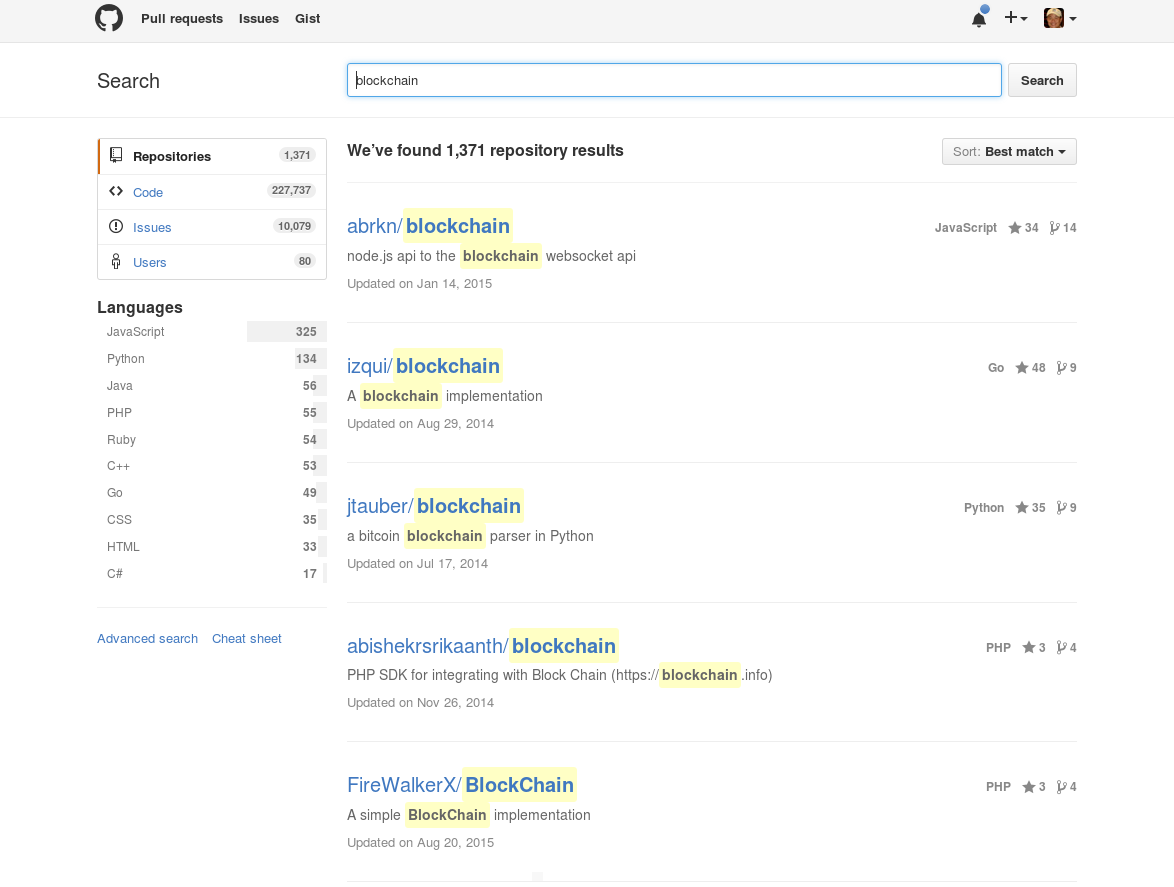 Pull requests Issues Gist
Search
blockchain
Search
Repositories 1,371
Code 227,737
Issues 10,079
Users 80
Languages
JavaScript 325
Python 134
Java 56
PHP 55
Ruby 54
C++ 53
Go 49
CSS 35
HTML 33
C# 17
Advanced search Cheat sheet
We’ve found 1,371 repository results
Sort: Best match
abrkn/blockchain
JavaScript 34 14
node.js api to the blockchain websocket api
Updated on Jan 14, 2015
izqui/blockchain
Go 48 9
A blockchain implementation
Updated on Aug 29, 2014
jtauber/blockchain
Python 35 9
a bitcoin blockchain parser in Python
Updated on Jul 17, 2014
abishekrsrikaanth/blockchain
PHP 3 4
PHP SDK for integrating with Block Chain (https://blockchain.info)
Updated on Nov 26, 2014
FireWalkerX/BlockChain
PHP 3 4
A simple BlockChain implementation
Updated on Aug 20, 2015